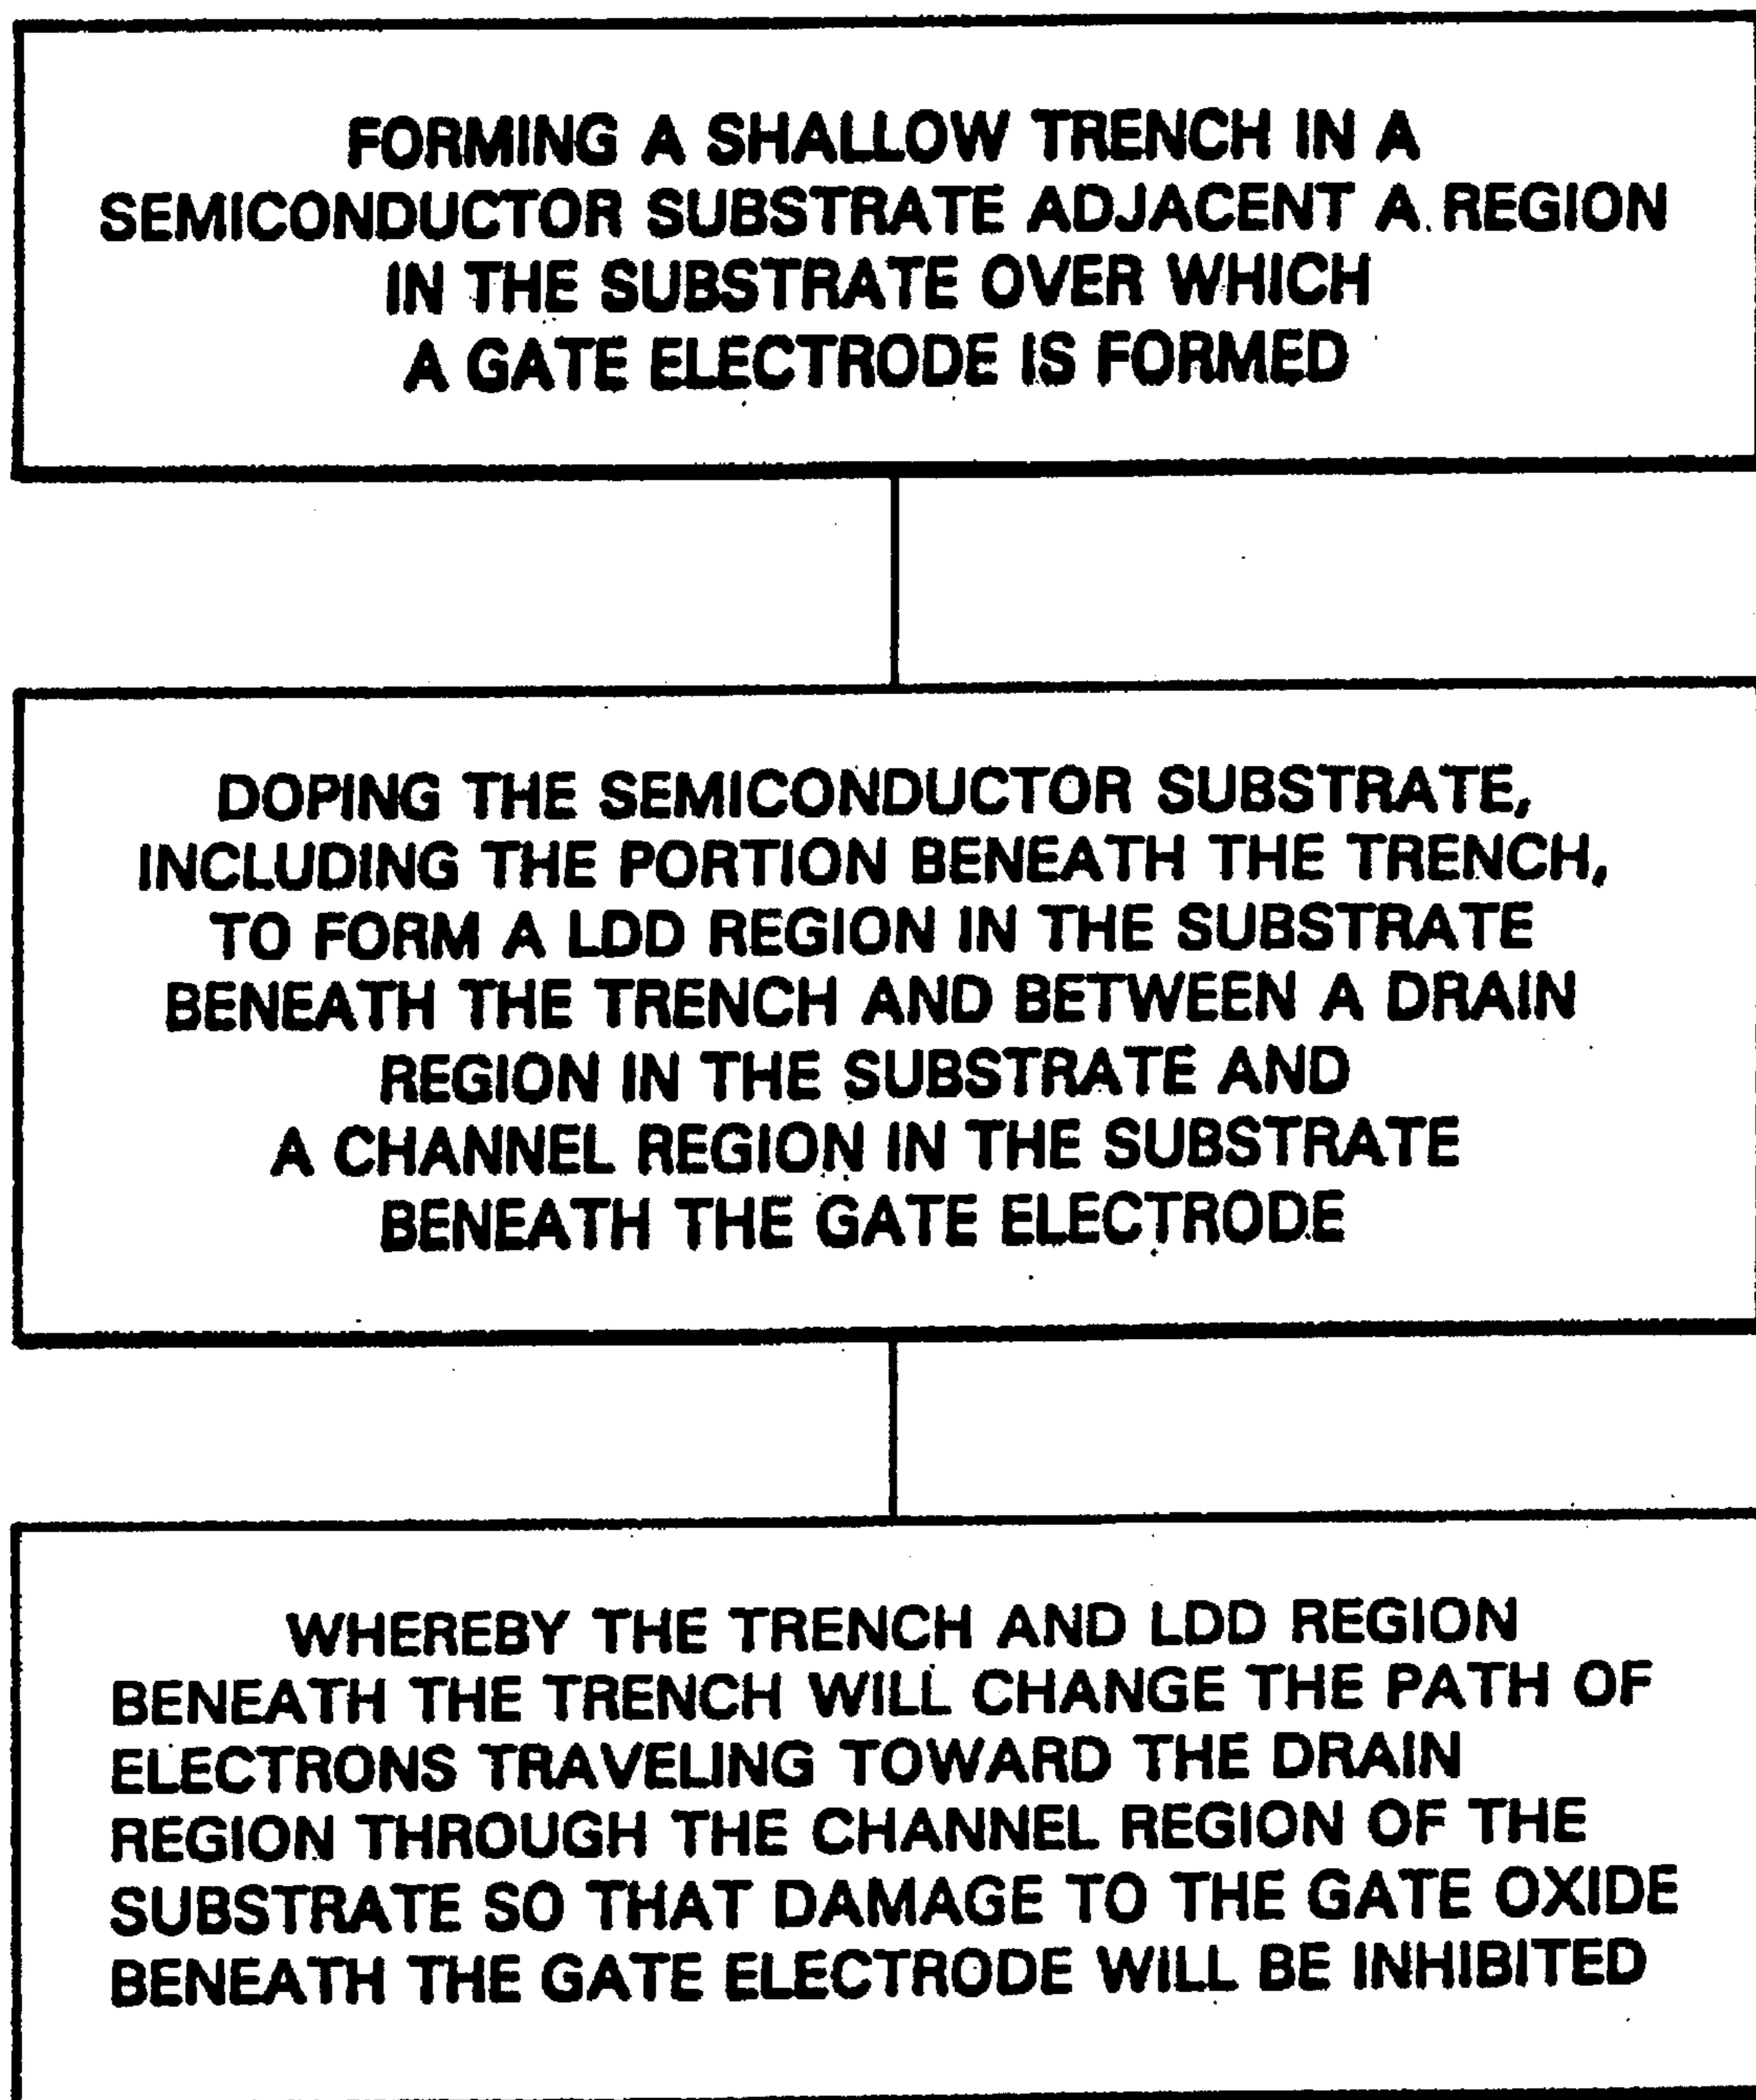 FORMING A SHALLOW TRENCH IN A
SEMICONDUCTOR SUBSTRATE ADJACENT A REGION
IN THE SUBSTRATE OVER WHICH
A GATE ELECTRODE IS FORMED
DOPING THE SEMICONDUCTOR SUBSTRATE,
INCLUDING THE PORTION BENEATH THE TRENCH,
TO FORM A LDD REGION IN THE SUBSTRATE
BENEATH THE TRENCH AND BETWEEN A DRAIN
REGION IN THE SUBSTRATE AND
A CHANNEL REGION IN THE SUBSTRATE
BENEATH THE GATE ELECTRODE
WHEREBY THE TRENCH AND LDD REGION
BENEATH THE TRENCH WILL CHANGE THE PATH OF
ELECTRONS TRAVELING TOWARD THE DRAIN
REGION THROUGH THE CHANNEL REGION OF THE
SUBSTRATE SO THAT DAMAGE TO THE GATE OXIDE
BENEATH THE GATE ELECTRODE WILL BE INHIBITED